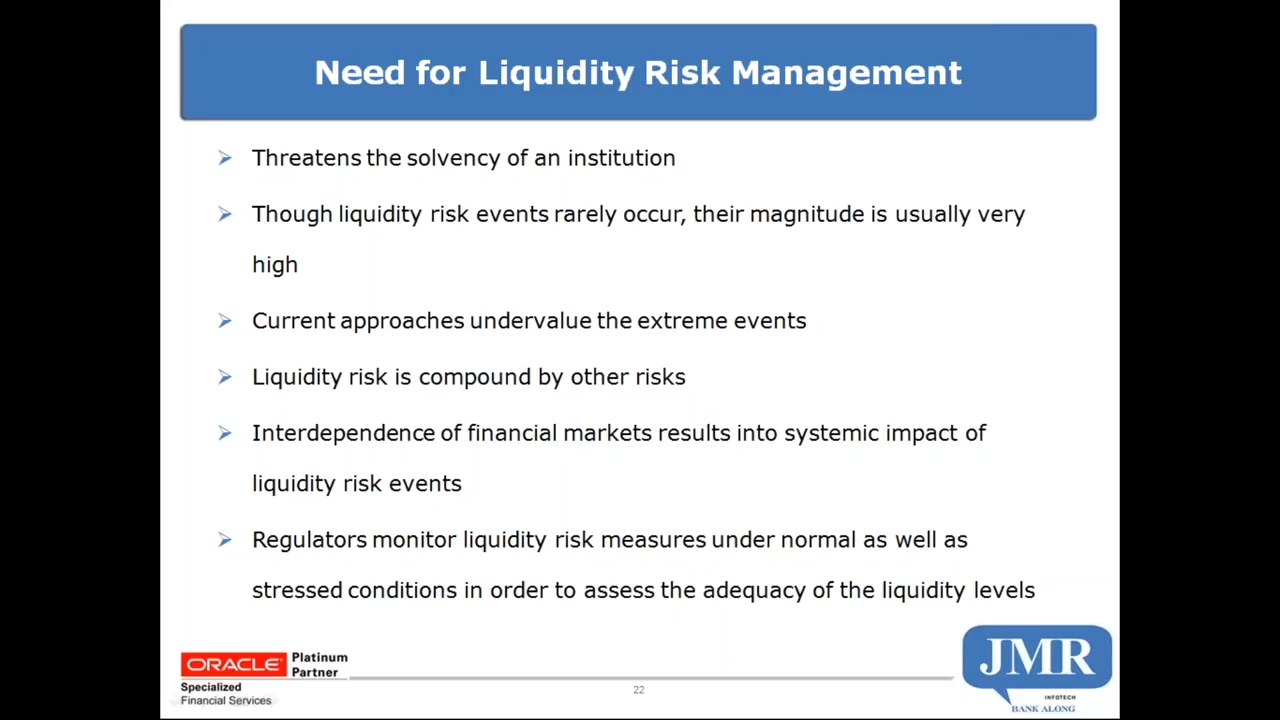 Need for Liquidity Risk Management
Threatens the solvency of an institution
Though liquidity risk events rarely occur, their magnitude is usually very
high
Current approaches undervalue the extreme events
Liquidity risk is compound by other risks
Interdependence of financial markets results into systemic impact of
liquidity risk events
Regulators monitor liquidity risk measures under normal as well as
stressed conditions in order to assess the adequacy of the liquidity levels
ORACLE Platinum
Partner
Specialized
Financial Services
22
JMR
INFOTECH
BANK ALONG